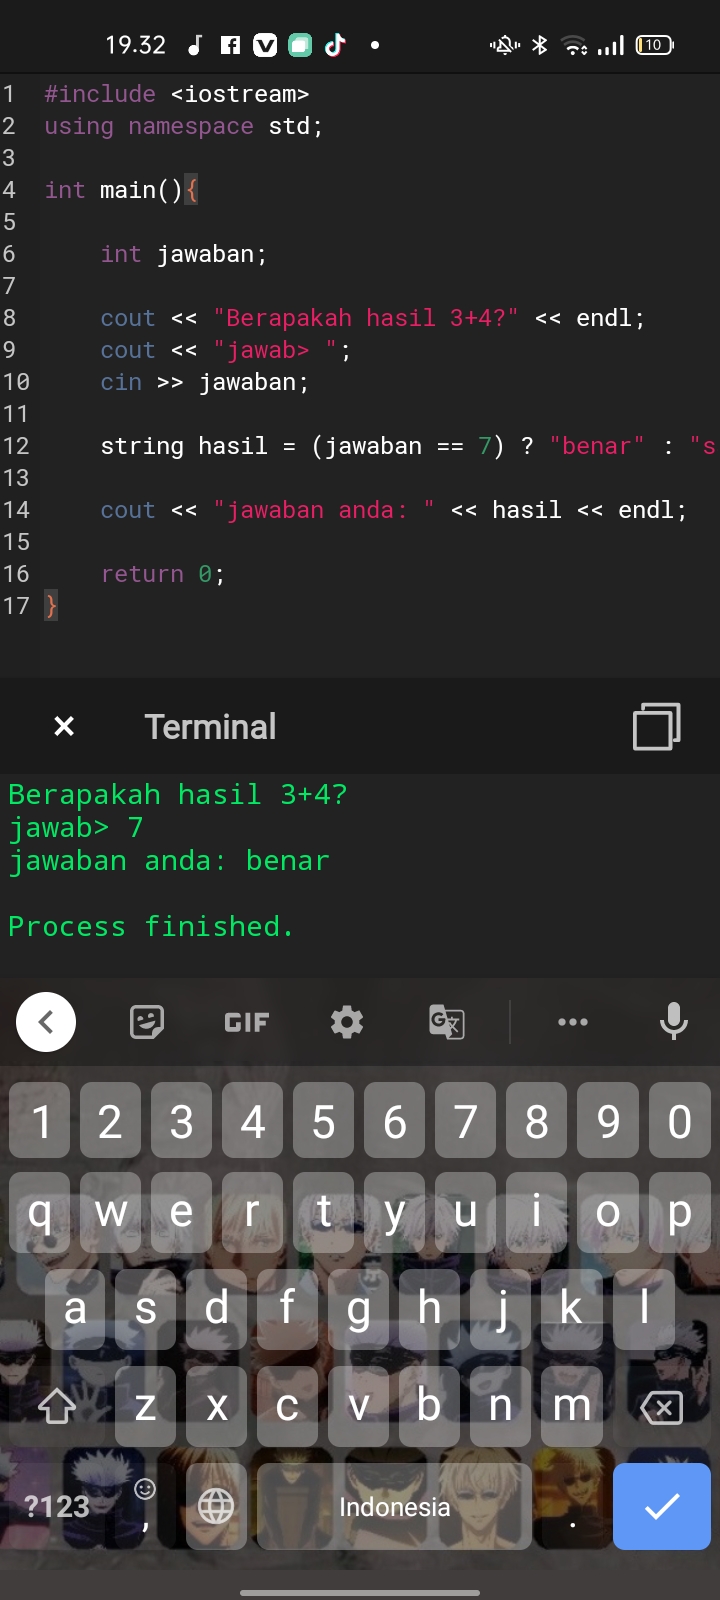 19.32 10
1 #include <iostream>
2 using namespace std;
3
4 int main(){
5
6 int jawaban;
7
8 cout << "Berapakah hasil 3+4?" << endl;
9 cout << "jawab> ";
10 cin >> jawaban;
11
12 string hasil = (jawaban == 7) ? "benar" : "s
13
14 cout << "jawaban anda: " << hasil << endl;
15
16 return 0;
17 }
× Terminal
Berapakah hasil 3+4?
jawab> 7
jawaban anda: benar
Process finished.
GIF G文
1 2 3 4 5 6 7 8 9 0
q w e r t y u i o p
a s d f g h j k l
z x c v b n m
?123 , Indonesia .